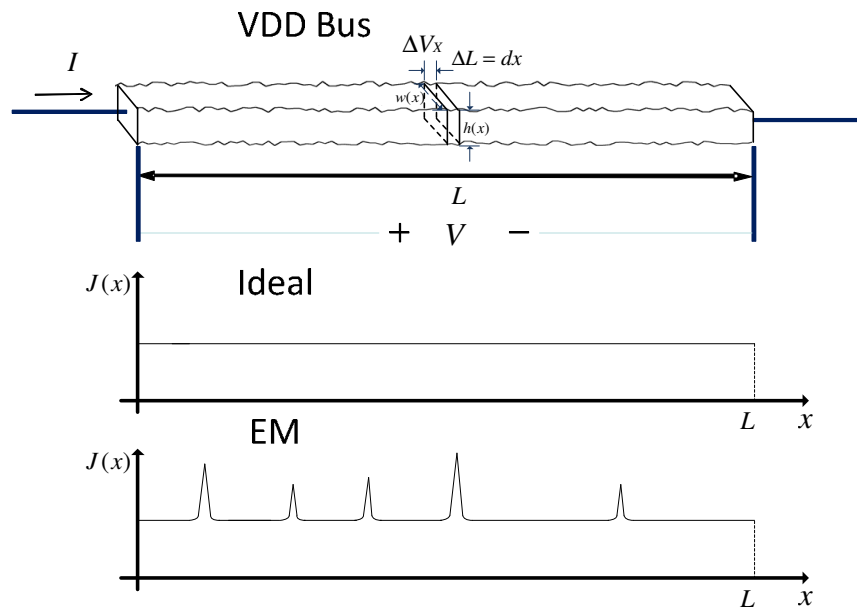 VDD Bus
I
ΔV_X
ΔL = dx
w(x)
h(x)
L
+ V −
J(x)
Ideal
L
x
EM
J(x)
L
x